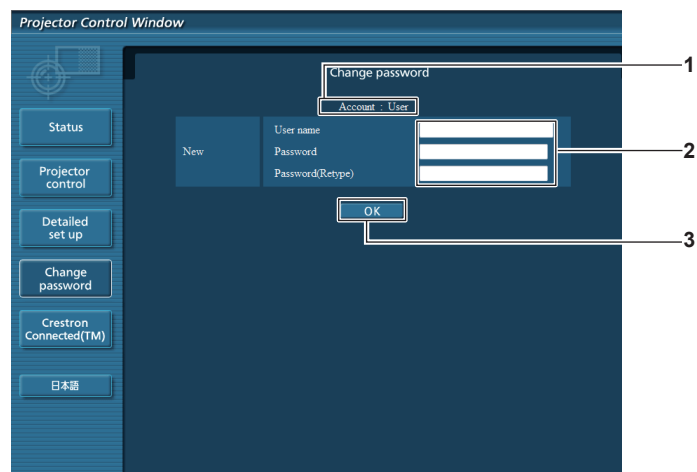 Projector Control Window
Change password
1
Account : User
Status
New
User name
Password
Password(Retype)
2
Projector
control
OK
3
Detailed
set up
Change
password
Crestron
Connected(TM)
日本語